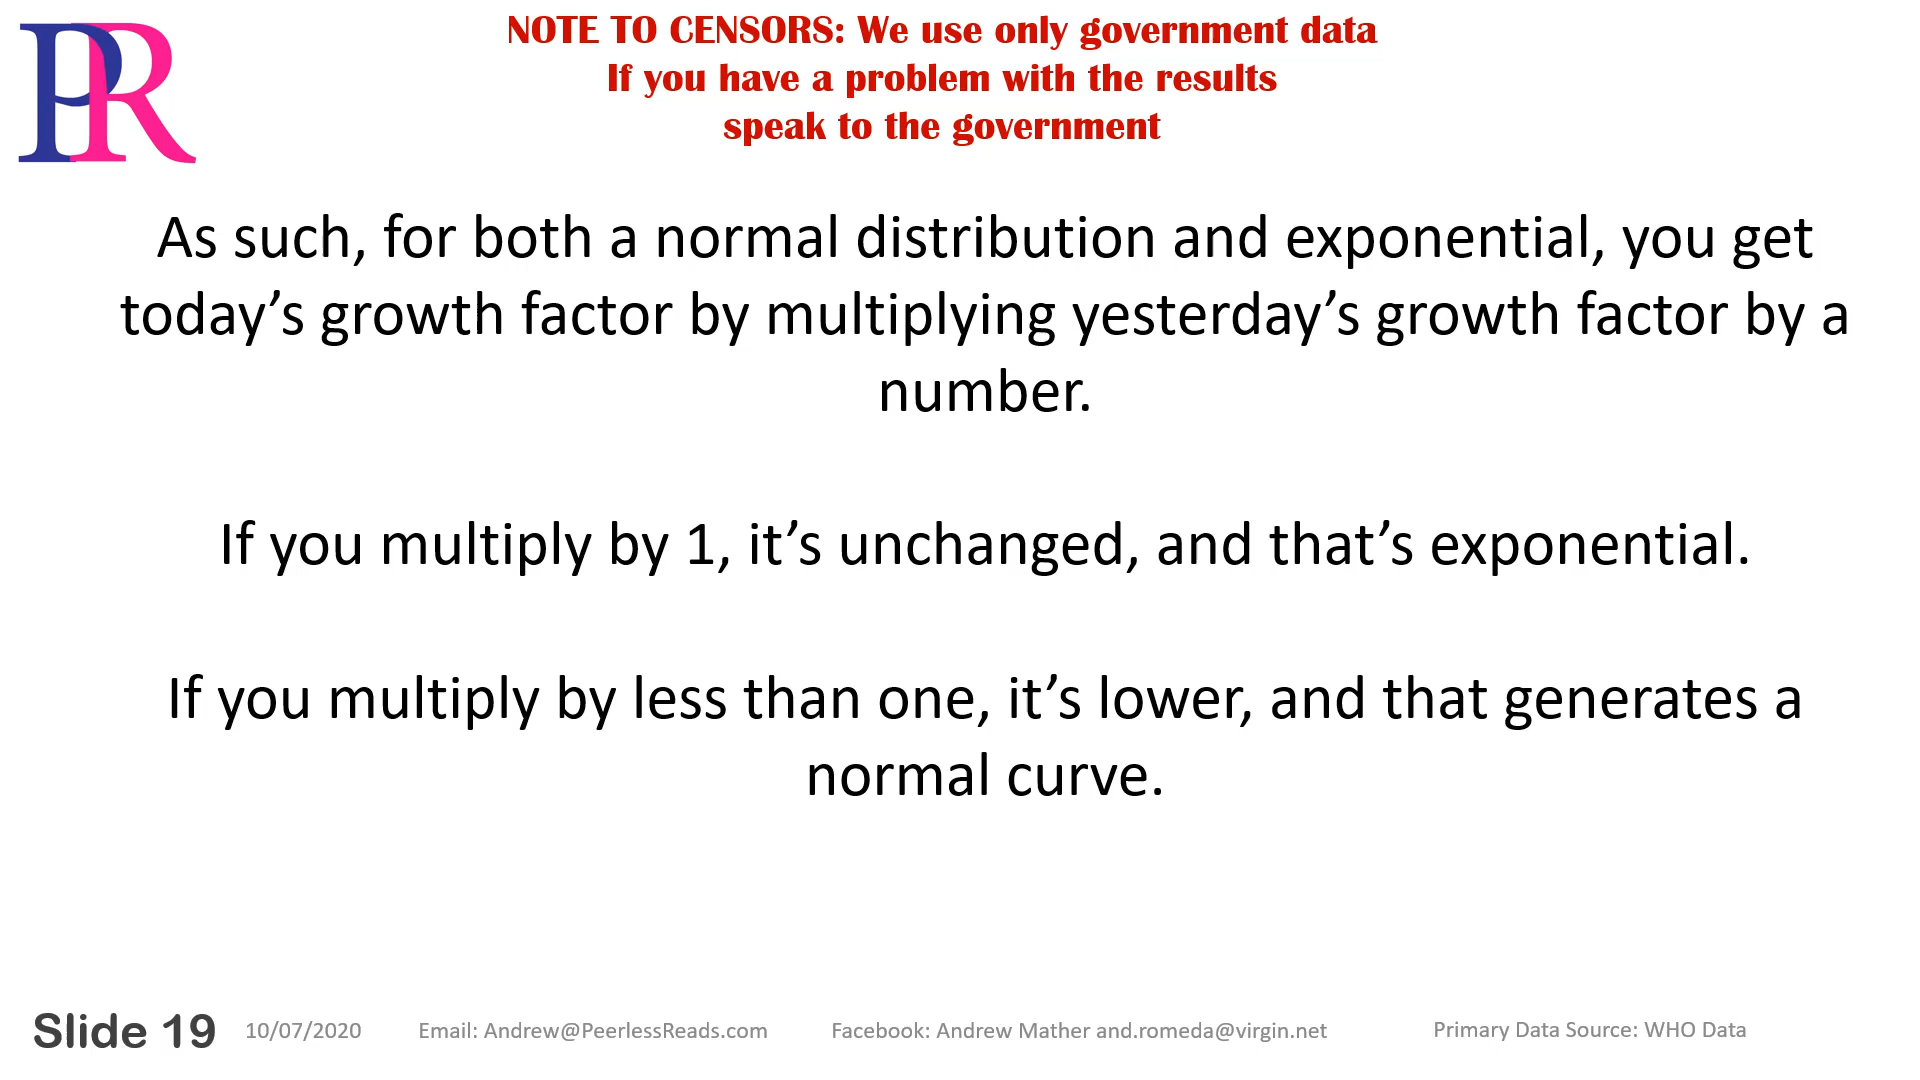 PR
NOTE TO CENSORS: We use only government data
If you have a problem with the results
speak to the government
As such, for both a normal distribution and exponential, you get
today’s growth factor by multiplying yesterday’s growth factor by a
number.
If you multiply by 1, it’s unchanged, and that’s exponential.
If you multiply by less than one, it’s lower, and that generates a
normal curve.
Slide 19 10/07/2020 Email: Andrew@PeerlessReads.com Facebook: Andrew Mather and.romeda@virgin.net Primary Data Source: WHO Data